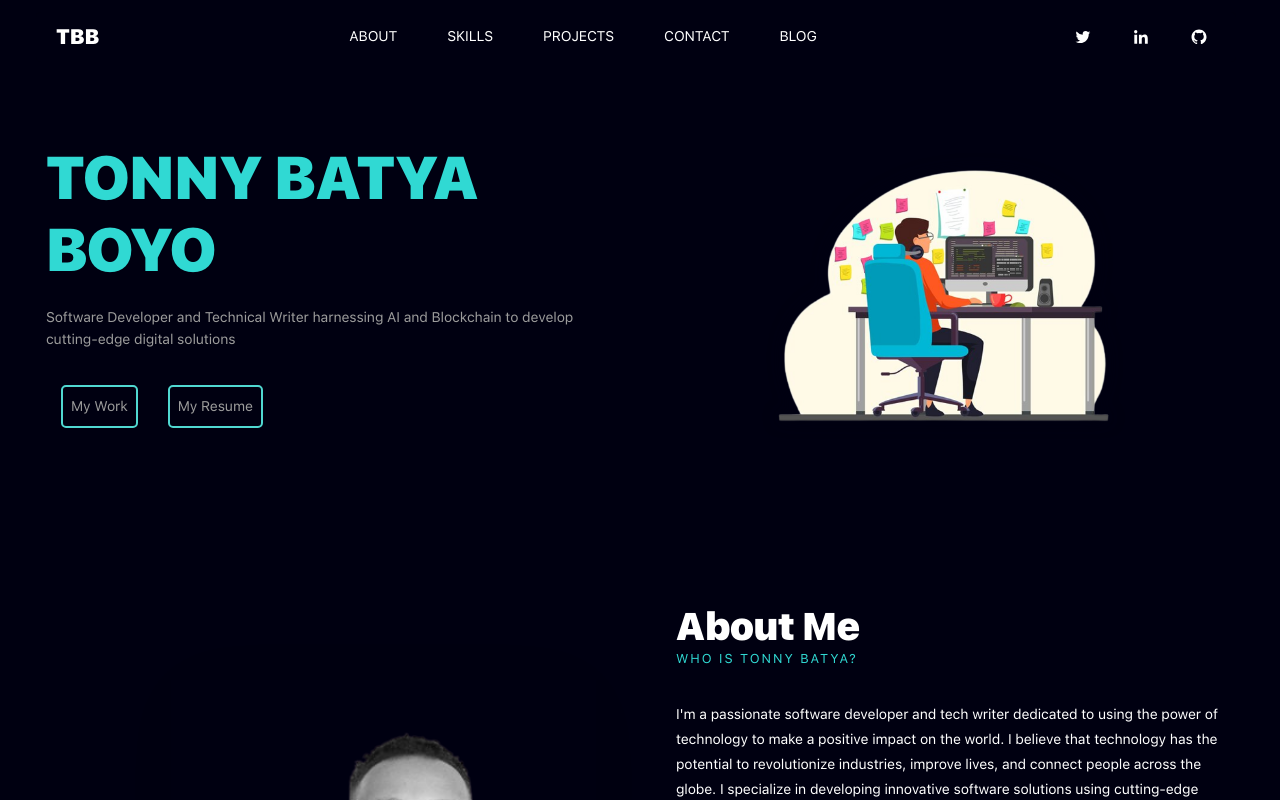 TBB
ABOUT
SKILLS
PROJECTS
CONTACT
BLOG
TONNY BATYA
BOYO
Software Developer and Technical Writer harnessing AI and Blockchain to develop
cutting-edge digital solutions
My Work
My Resume
About Me
WHO IS TONNY BATYA?
I'm a passionate software developer and tech writer dedicated to using the power of
technology to make a positive impact on the world. I believe that technology has the
potential to revolutionize industries, improve lives, and connect people across the
globe. I specialize in developing innovative software solutions using cutting-edge